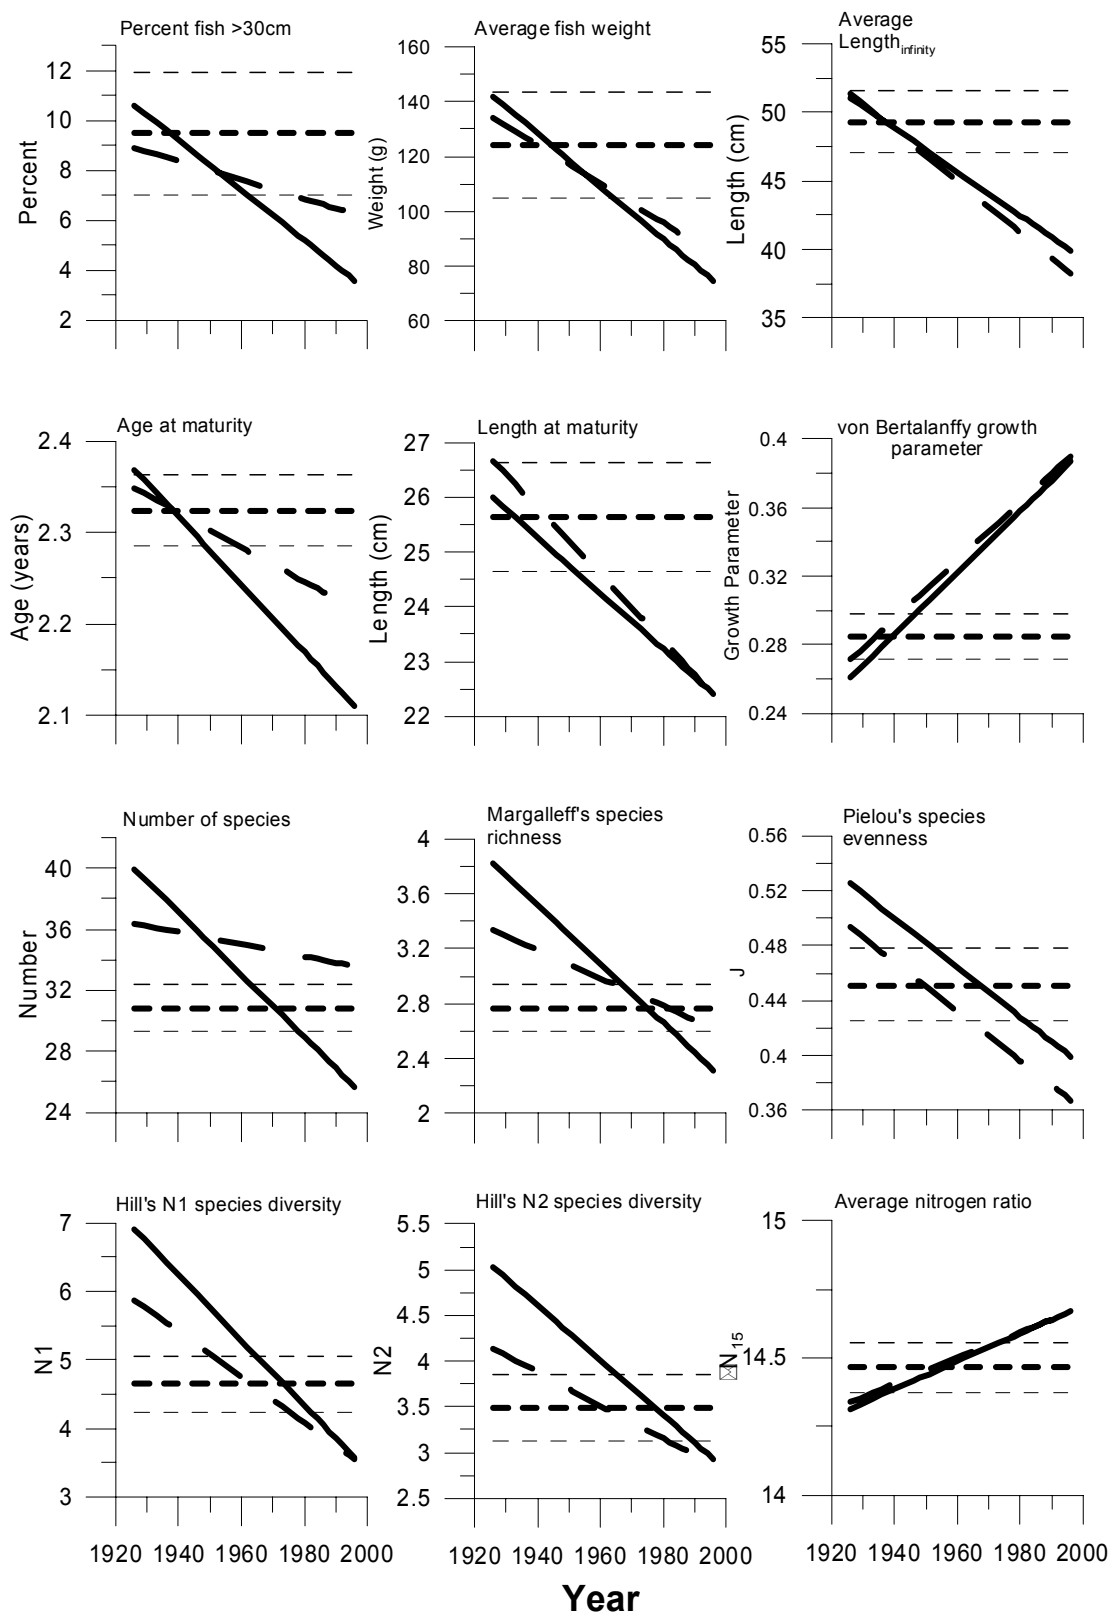 Percent fish >30cm
Average fish weight
Average
Length infinity
Percent
12
10
8
6
4
2
Weight (g)
160
140
120
100
80
60
Length (cm)
55
50
45
40
35
Age at maturity
Length at maturity
von Bertalanffy growth
parameter
Age (years)
2.4
2.3
2.2
2.1
Length (cm)
27
26
25
24
23
22
Growth Parameter
0.4
0.36
0.32
0.28
0.24
Number of species
Margalleff's species
richness
Pielou's species
evenness
Number
40
36
32
28
24
4
3.6
3.2
2.8
2.4
2
J
0.56
0.52
0.48
0.44
0.4
0.36
Hill's N1 species diversity
Hill's N2 species diversity
Average nitrogen ratio
N1
7
6
5
4
3
N2
5.5
5
4.5
4
3.5
3
2.5
N15
15
14.5
14
1920 1940 1960 1980 2000
1920 1940 1960 1980 2000
1920 1940 1960 1980 2000
Year